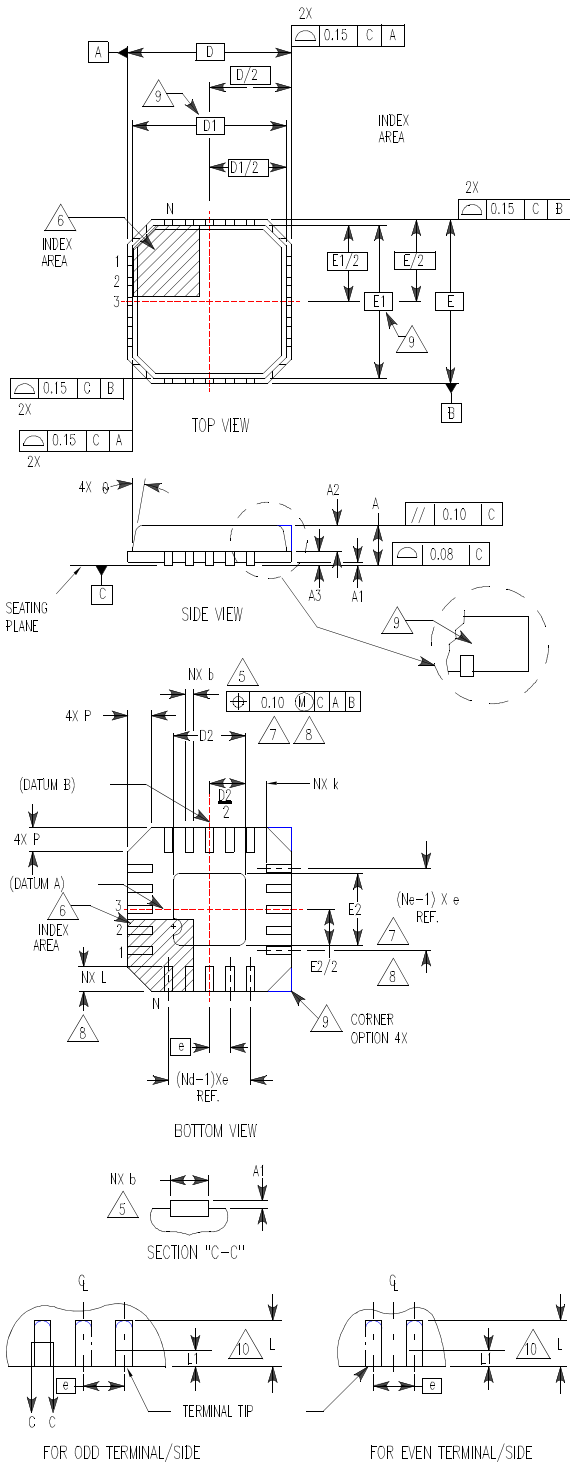 2X
0.15 C A
A
D
D/2
9
D1
INDEX
AREA
D1/2
2X
0.15 C B
N
6
INDEX
AREA
1
2
3
E1/2
E/2
E1
E
9
0.15 C B
2X
B
0.15 C A
2X
TOP VIEW
4X θ
A2
A
// 0.10 C
0.08 C
A3
A1
C
SEATING
PLANE
SIDE VIEW
9
NX b
5
0.10 M C A B
4X P
D2
7
8
(DATUM B)
D2
2
NX k
4X P
(DATUM A)
6
INDEX
AREA
3
2
1
E2
(Ne-1) X e
REF.
7
E2/2
8
NX L
8
N
9
CORNER
OPTION 4X
e
(Nd-1)Xe
REF.
BOTTOM VIEW
NX b
A1
5
SECTION "C-C"
CL
CL
10
L
L1
10
L
L1
e
e
C C
TERMINAL TIP
FOR ODD TERMINAL/SIDE
FOR EVEN TERMINAL/SIDE